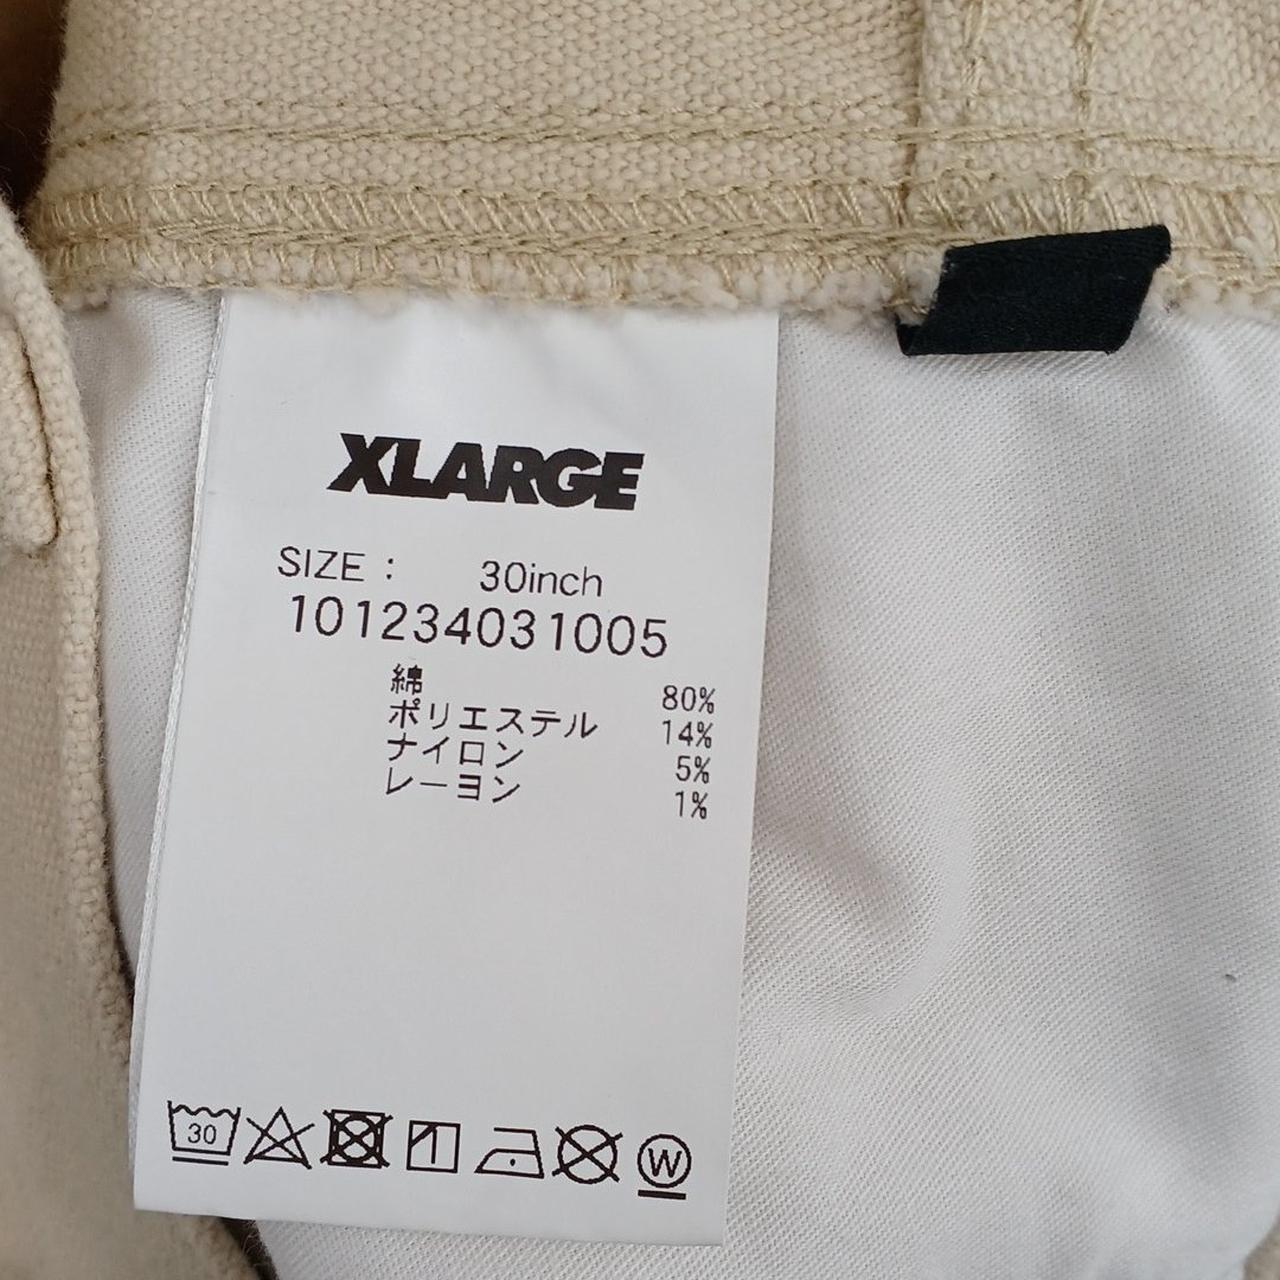 XLARGE
SIZE : 30inch
101234031005
綿 80%
ポリエステル 14%
ナイロン 5%
レーヨン 1%
30
W